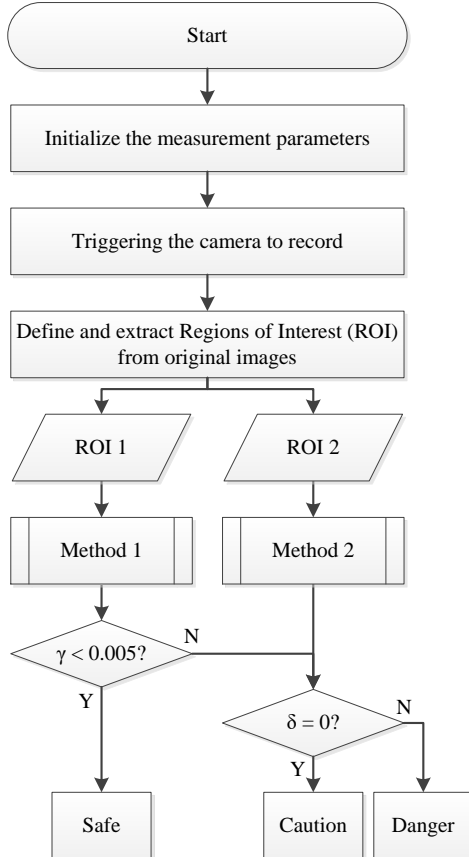 Start
Initialize the measurement parameters
Triggering the camera to record
Define and extract Regions of Interest (ROI)
from original images
ROI 1
ROI 2
Method 1
Method 2
γ < 0.005?
N
Y
δ = 0?
N
Y
Safe
Caution
Danger